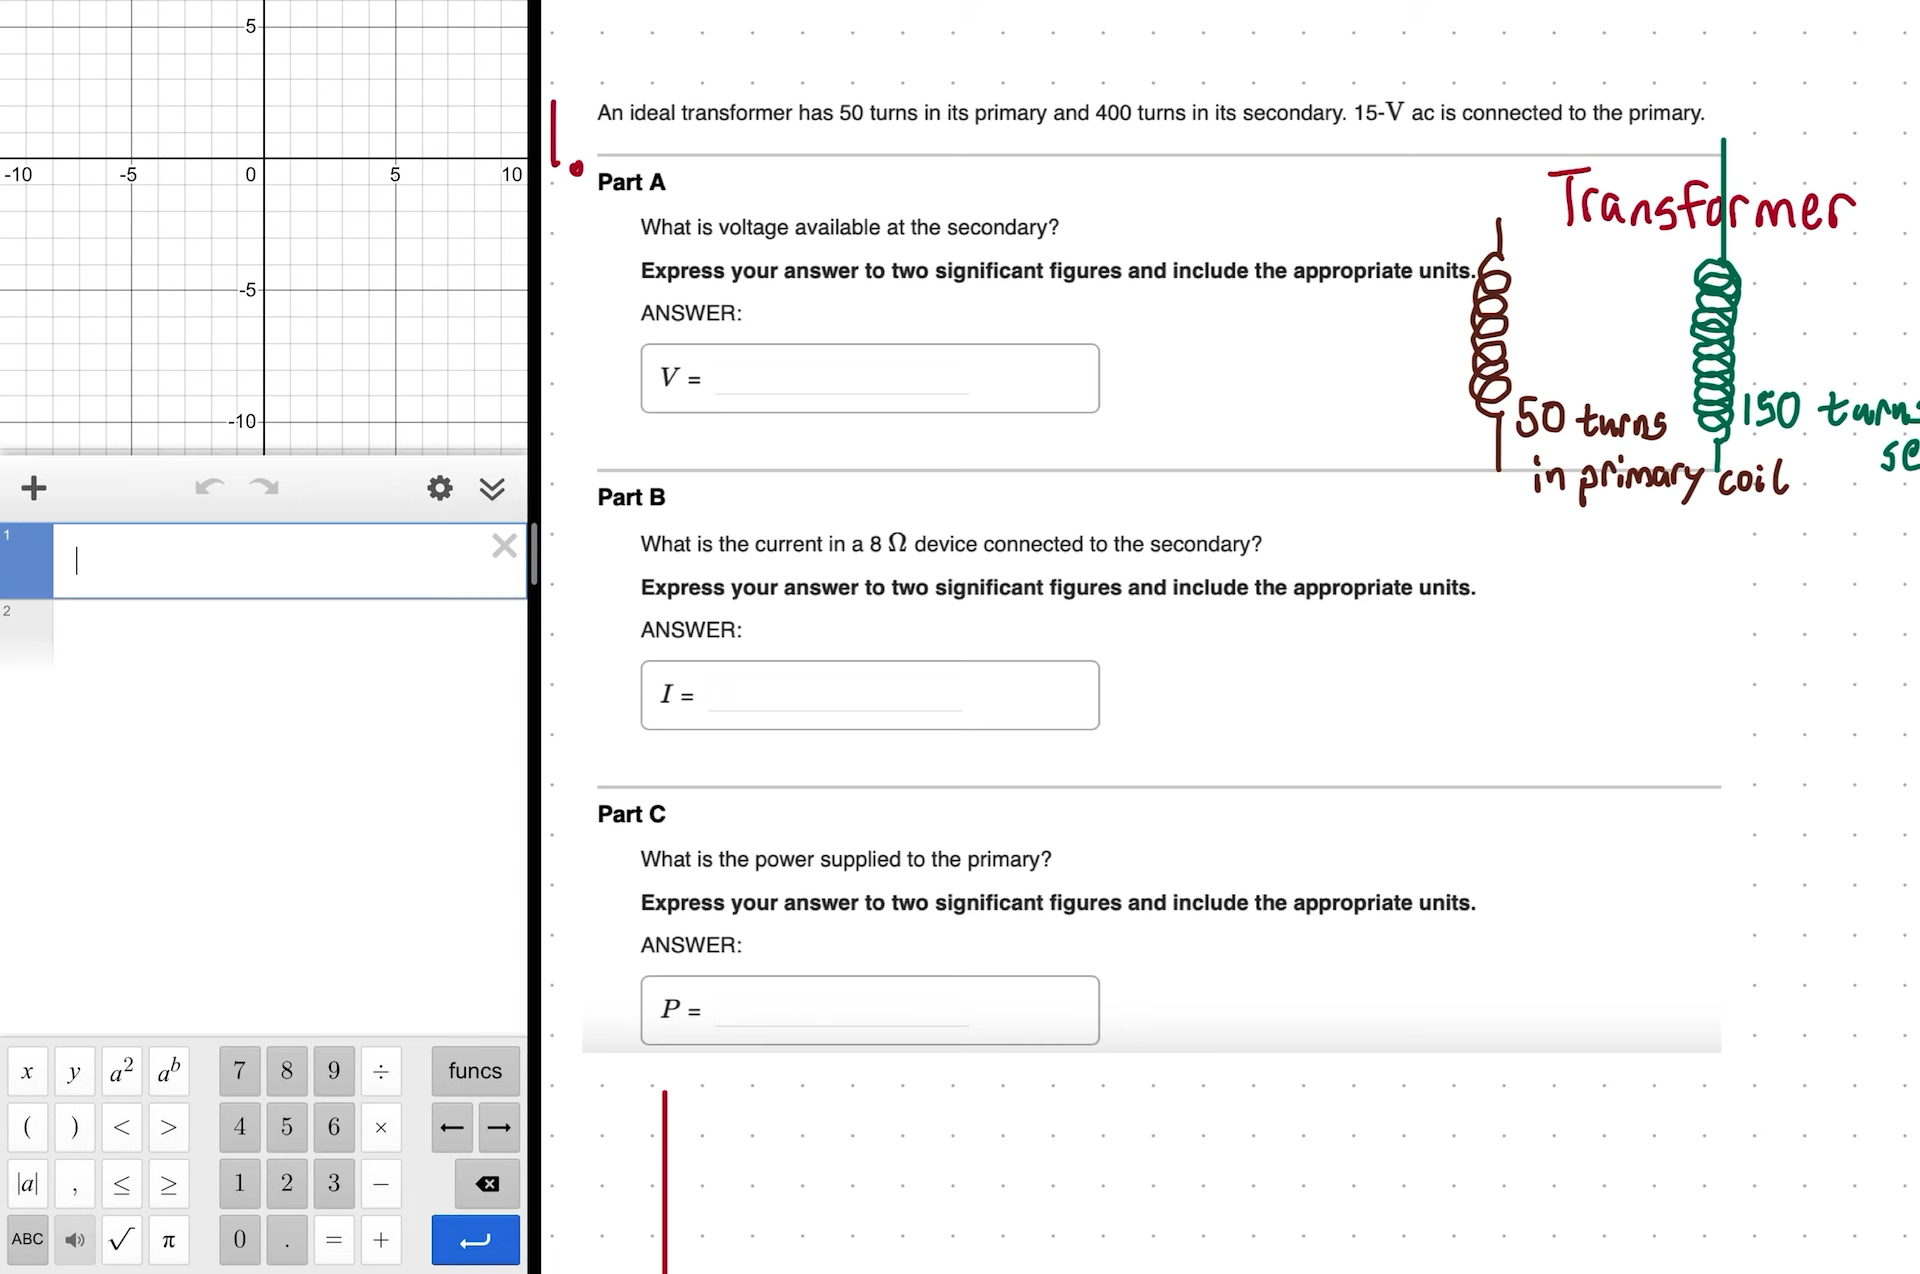 5
-10 -5 0 5 10
-5
-10
1
2
x y a² a^b 7 8 9 ÷ funcs
( ) < > 4 5 6 × ← →
|a| , ≤ ≥ 1 2 3 −
ABC √ π 0 . = +
1.
An ideal transformer has 50 turns in its primary and 400 turns in its secondary. 15-V ac is connected to the primary.
Part A
What is voltage available at the secondary?
Express your answer to two significant figures and include the appropriate units.
ANSWER:
V =
Transformer
50 turns
in primary coil
150 turns
se
Part B
What is the current in a 8 Ω device connected to the secondary?
Express your answer to two significant figures and include the appropriate units.
ANSWER:
I =
Part C
What is the power supplied to the primary?
Express your answer to two significant figures and include the appropriate units.
ANSWER:
P =